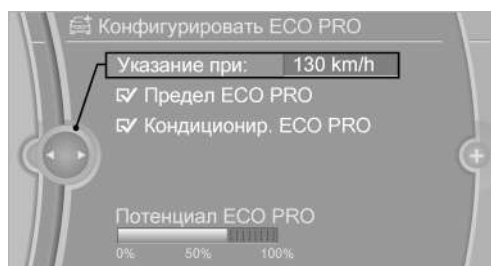 Конфигурировать ECO PRO
Указание при: 130 km/h
Предел ECO PRO
Кондиционир. ECO PRO
Потенциал ECO PRO
0% 50% 100%